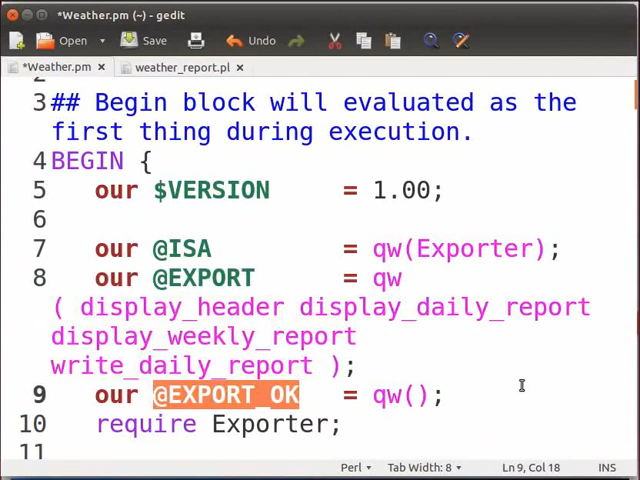 *Weather.pm (~) - gedit
Open Save Undo
*Weather.pm × weather_report.pl ×
2
3 ## Begin block will evaluated as the
first thing during execution.
4 BEGIN {
5 our $VERSION = 1.00;
6
7 our @ISA = qw(Exporter);
8 our @EXPORT = qw
( display_header display_daily_report
display_weekly_report
write_daily_report );
9 our @EXPORT_OK = qw();
10 require Exporter;
11
Perl Tab Width: 8 Ln 9, Col 18 INS